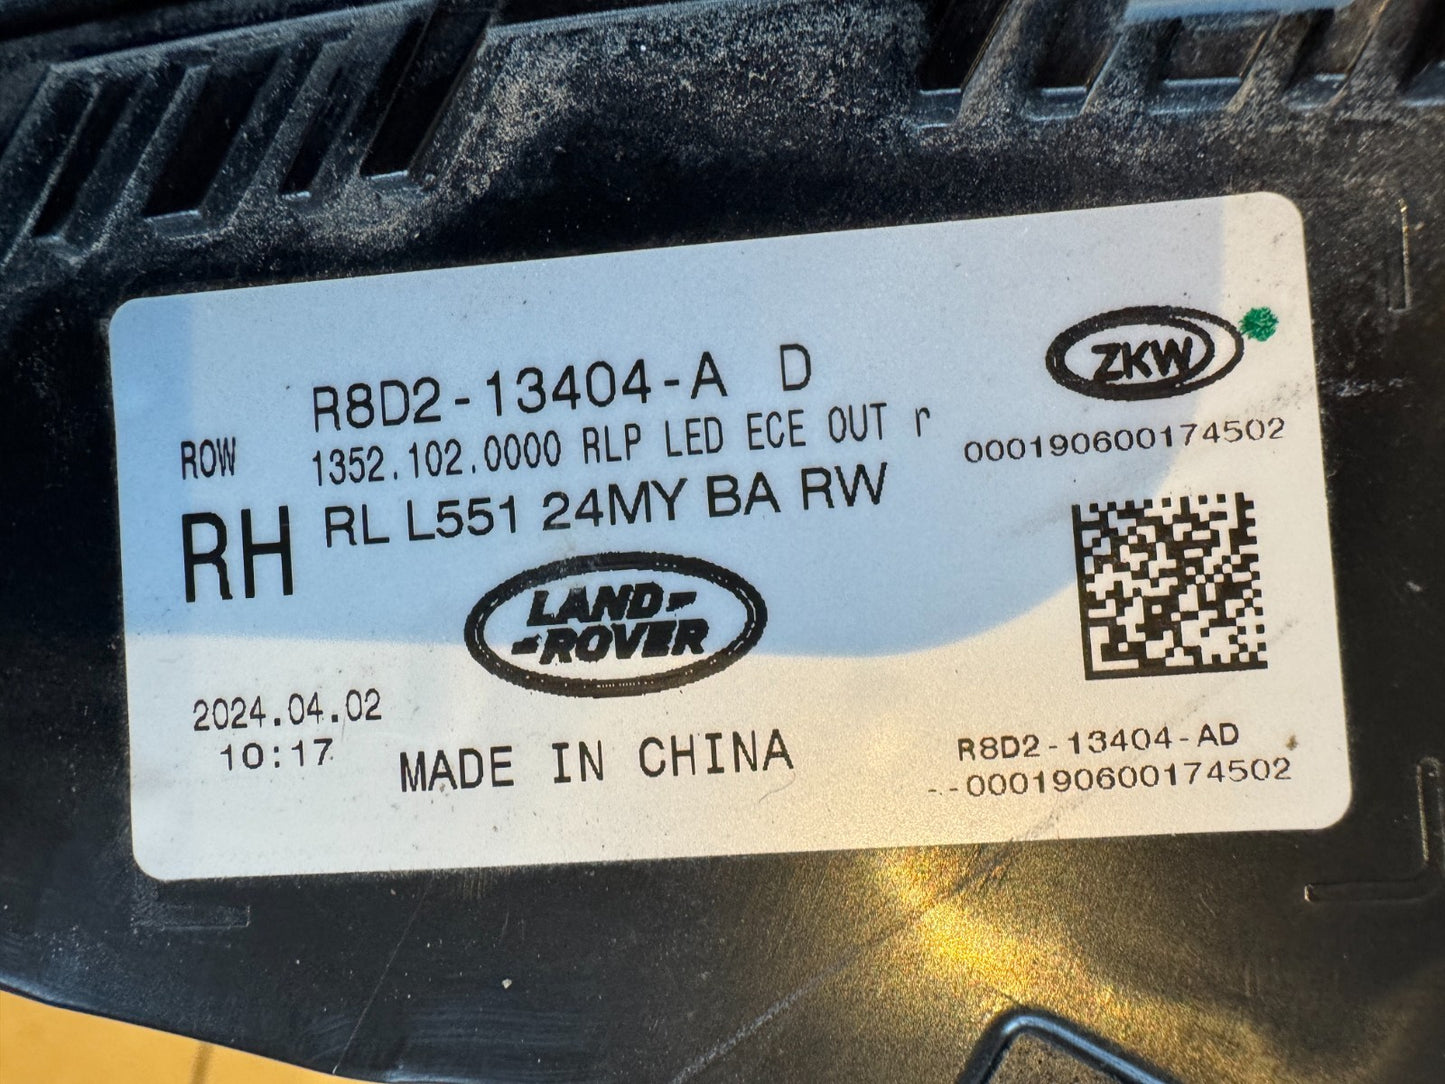 R8D2-13404-A D
ZKW
ROW
1352.102.0000 RLP LED ECE OUT r
000190600174502
RH
RL L551 24MY BA RW
LAND-
-ROVER
2024.04.02
10:17
MADE IN CHINA
R8D2-13404-AD
--000190600174502